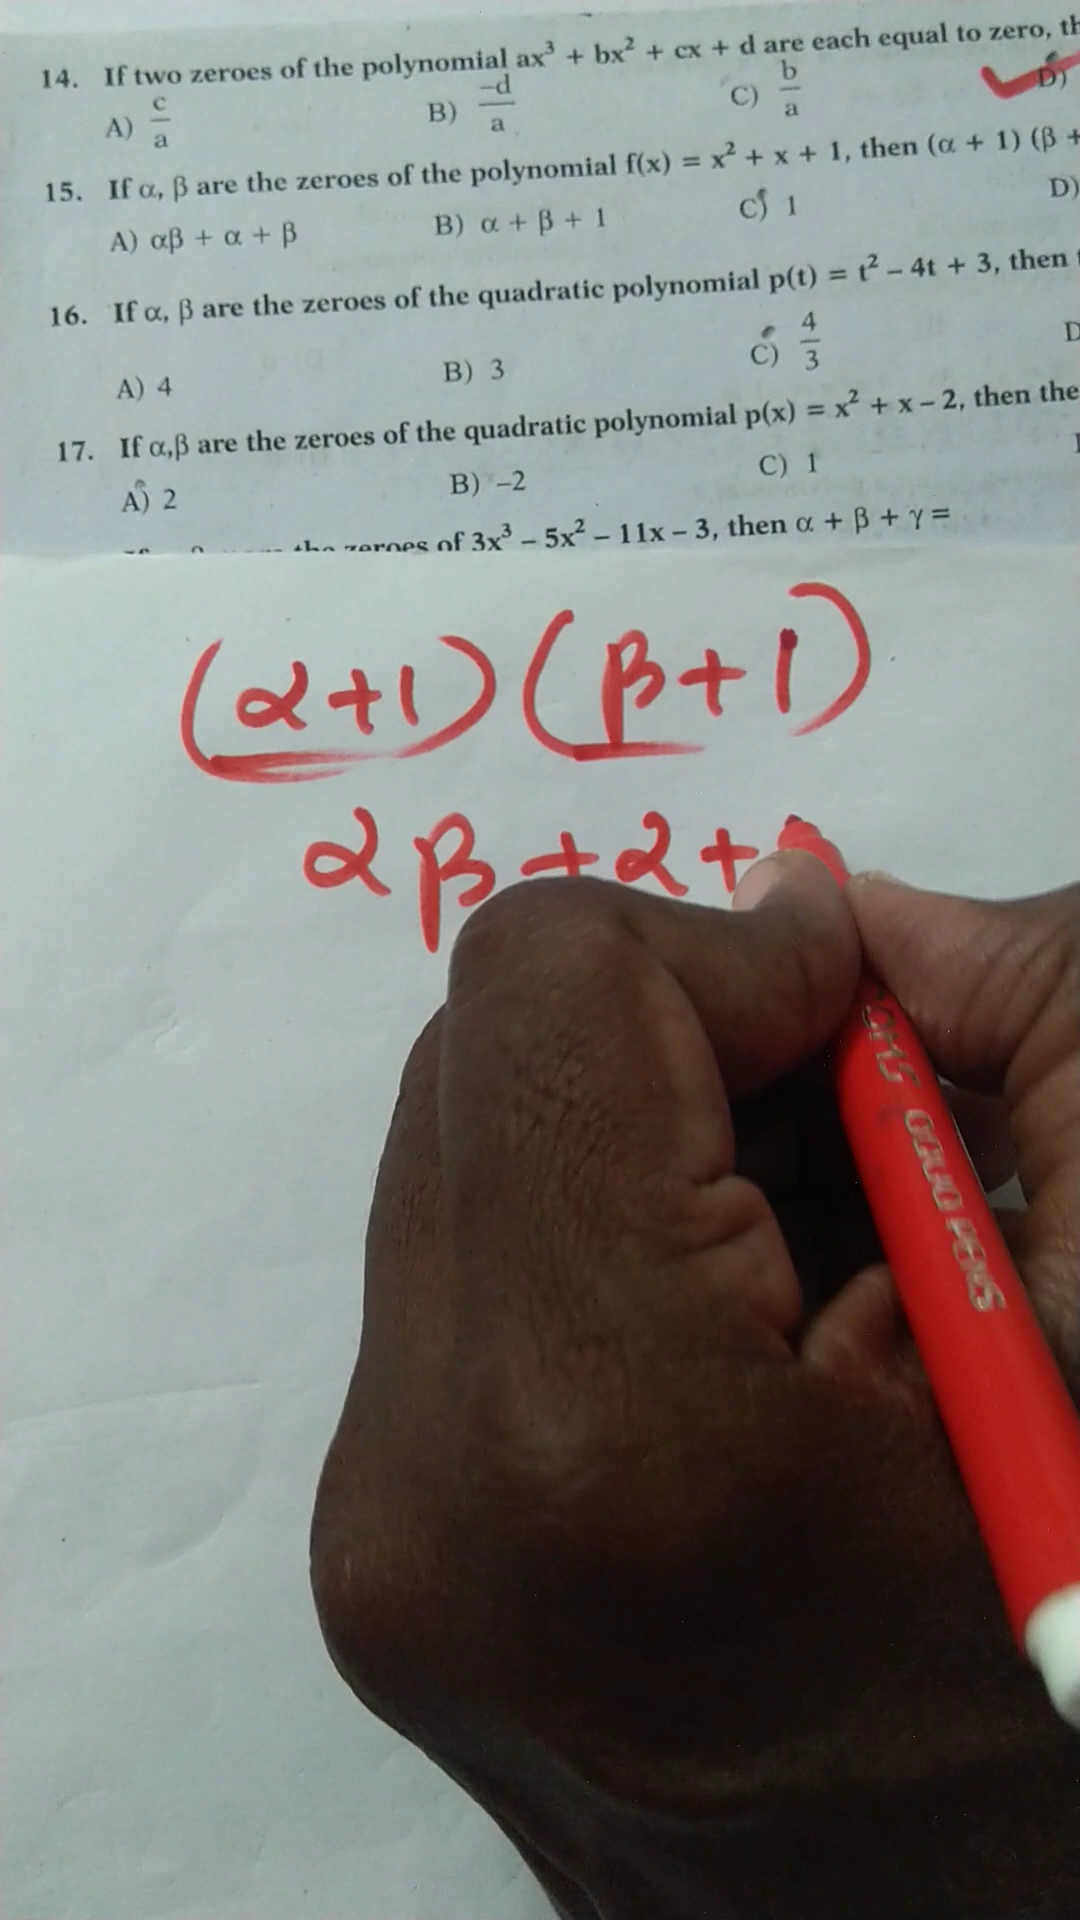 14. If two zeroes of the polynomial ax³ + bx² + cx + d are each equal to zero,
A) c/a B) -d/a C) b/a D)
15. If α, β are the zeroes of the polynomial f(x) = x² + x + 1, then (α + 1) (β +
A) αβ + α + β B) α + β + 1 C) 1 D)
16. If α, β are the zeroes of the quadratic polynomial p(t) = t² – 4t + 3, then
A) 4 B) 3 C) 4/3 D
17. If α,β are the zeroes of the quadratic polynomial p(x) = x² + x – 2, then the
A) 2 B) –2 C) 1
the zeroes of 3x³ – 5x² – 11x – 3, then α + β + γ =
(α+1) (β+1)
αβ+α+